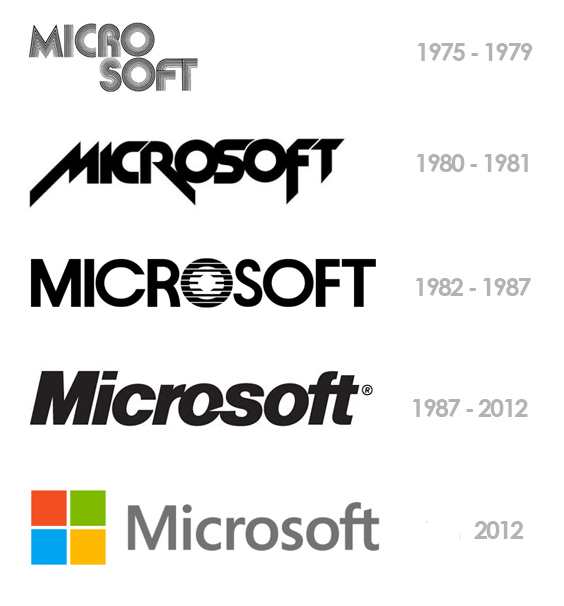 MICRO
SOFT
1975 - 1979
MICROSOFT
1980 - 1981
MICROSOFT
1982 - 1987
Microsoft®
1987 - 2012
Microsoft
2012